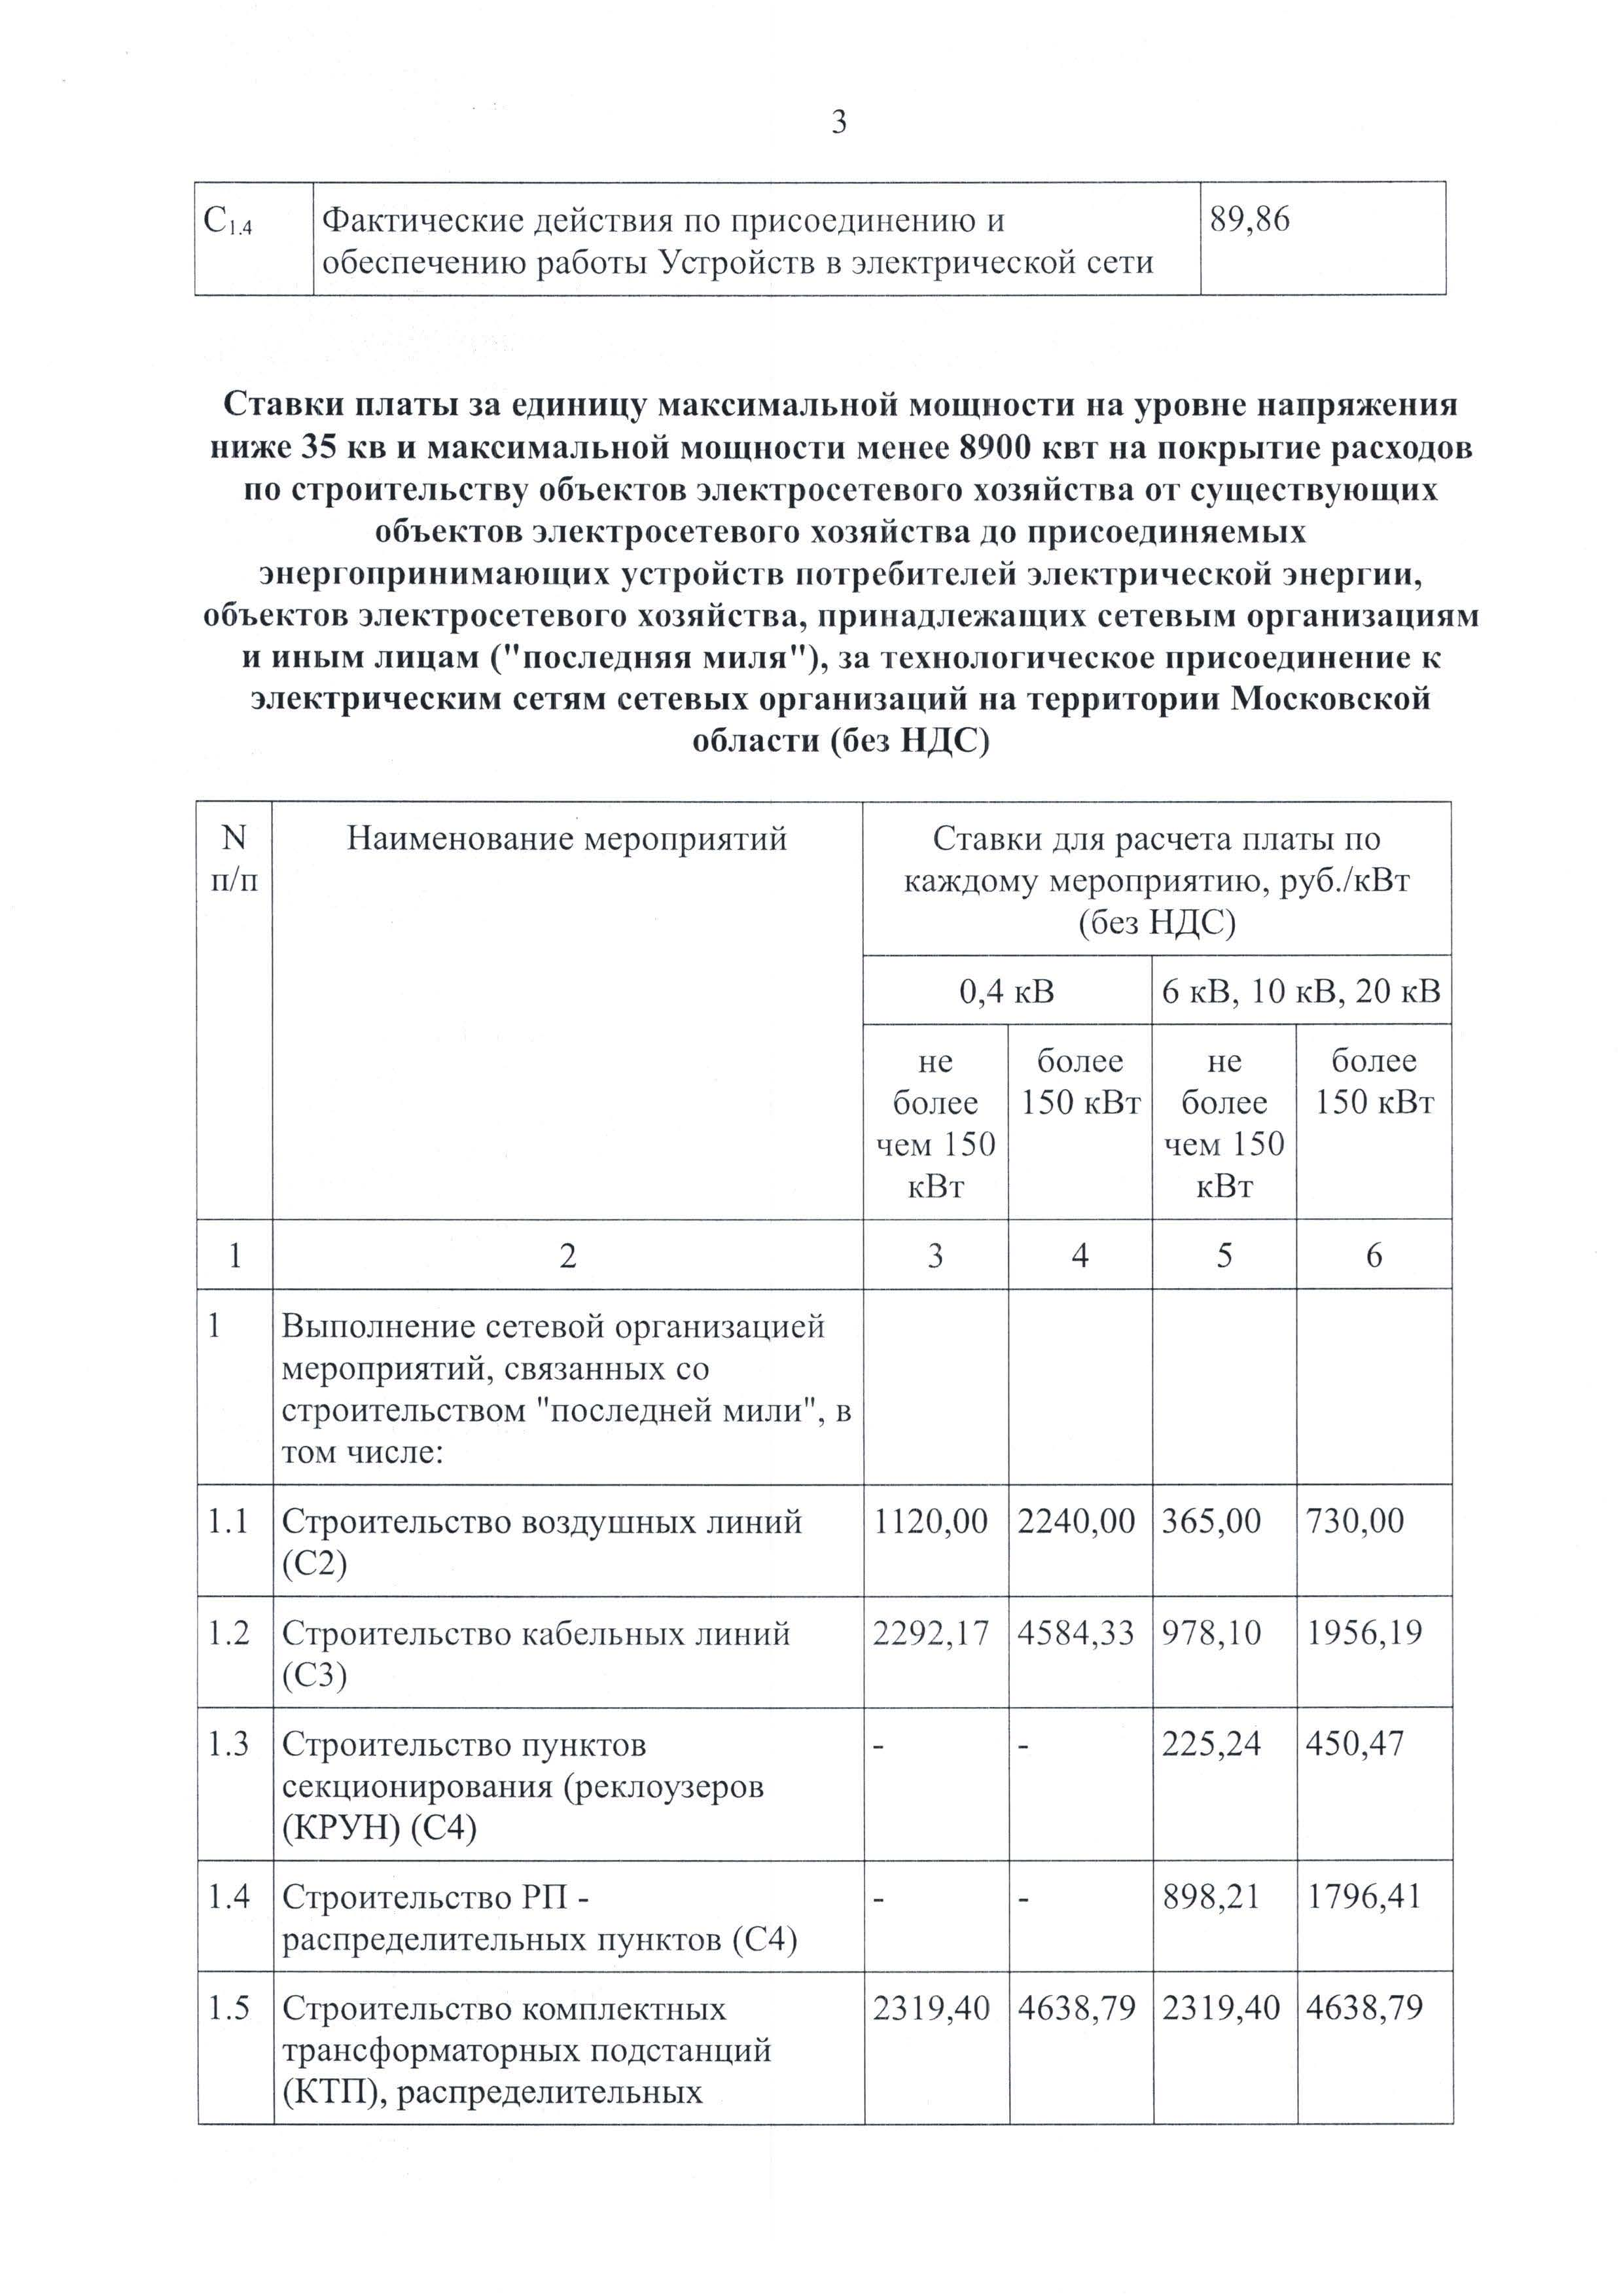 3
С1.4 Фактические действия по присоединению и 89,86
обеспечению работы Устройств в электрической сети
Ставки платы за единицу максимальной мощности на уровне напряжения
ниже 35 кв и максимальной мощности менее 8900 квт на покрытие расходов
по строительству объектов электросетевого хозяйства от существующих
объектов электросетевого хозяйства до присоединяемых
энергопринимающих устройств потребителей электрической энергии,
объектов электросетевого хозяйства, принадлежащих сетевым организациям
и иным лицам ("последняя миля"), за технологическое присоединение к
электрическим сетям сетевых организаций на территории Московской
области (без НДС)
N
п/п
Наименование мероприятий
Ставки для расчета платы по
каждому мероприятию, руб./кВт
(без НДС)
0,4 кВ 6 кВ, 10 кВ, 20 кВ
не
более
чем 150
кВт
более
150 кВт
не
более
чем 150
кВт
более
150 кВт
1 2 3 4 5 6
1 Выполнение сетевой организацией
мероприятий, связанных со
строительством "последней мили", в
том числе:
1.1 Строительство воздушных линий 1120,00 2240,00 365,00 730,00
(С2)
1.2 Строительство кабельных линий 2292,17 4584,33 978,10 1956,19
(С3)
1.3 Строительство пунктов - - 225,24 450,47
секционирования (реклоузеров
(КРУН) (С4)
1.4 Строительство РП - - - 898,21 1796,41
распределительных пунктов (С4)
1.5 Строительство комплектных 2319,40 4638,79 2319,40 4638,79
трансформаторных подстанций
(КТП), распределительных